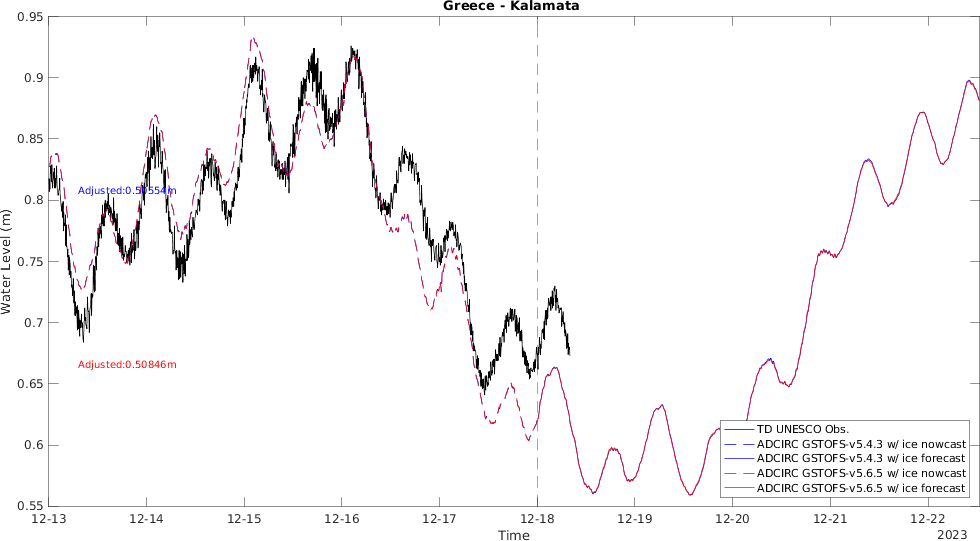 Greece - Kalamata
0.95
0.9
0.85
0.8
0.75
0.7
0.65
0.6
0.55
Water Level (m)
Adjusted:0.50554m
Adjusted:0.50846m
TD UNESCO Obs.
ADCIRC GSTOFS-v5.4.3 w/ ice nowcast
ADCIRC GSTOFS-v5.4.3 w/ ice forecast
ADCIRC GSTOFS-v5.6.5 w/ ice nowcast
ADCIRC GSTOFS-v5.6.5 w/ ice forecast
12-13 12-14 12-15 12-16 12-17 12-18 12-19 12-20 12-21 12-22
Time
2023